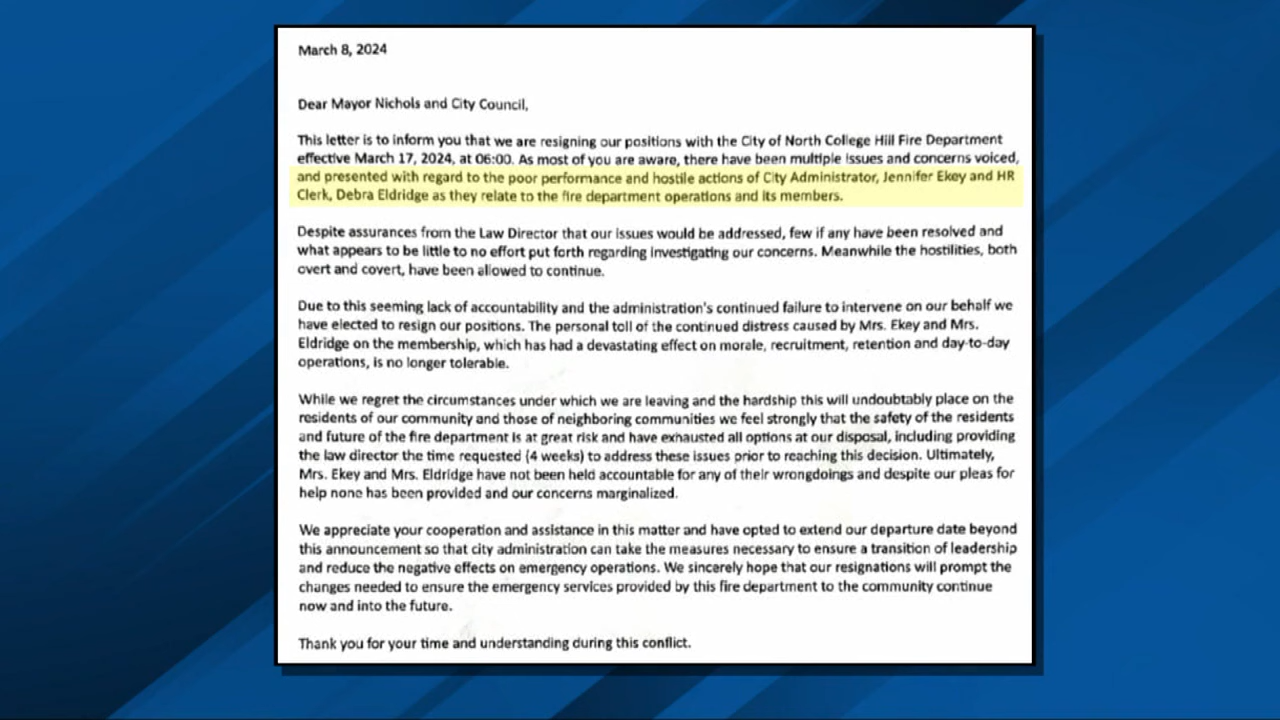 March 8, 2024
Dear Mayor Nichols and City Council,
This letter is to inform you that we are resigning our positions with the City of North College Hill Fire Department
effective March 17, 2024, at 06:00. As most of you are aware, there have been multiple issues and concerns voiced,
and presented with regard to the poor performance and hostile actions of City Administrator, Jennifer Ekey and HR
Clerk, Debra Eldridge as they relate to the fire department operations and its members.
Despite assurances from the Law Director that our issues would be addressed, few if any have been resolved and
what appears to be little to no effort put forth regarding investigating our concerns. Meanwhile the hostilities, both
overt and covert, have been allowed to continue.
Due to this seeming lack of accountability and the administration's continued failure to intervene on our behalf we
have elected to resign our positions. The personal toll of the continued distress caused by Mrs. Ekey and Mrs.
Eldridge on the membership, which has had a devastating effect on morale, recruitment, retention and day-to-day
operations, is no longer tolerable.
While we regret the circumstances under which we are leaving and the hardship this will undoubtably place on the
residents of our community and those of neighboring communities we feel strongly that the safety of the residents
and future of the fire department is at great risk and have exhausted all options at our disposal, including providing
the law director the time requested (4 weeks) to address these issues prior to reaching this decision. Ultimately,
Mrs. Ekey and Mrs. Eldridge have not been held accountable for any of their wrongdoings and despite our pleas for
help none has been provided and our concerns marginalized.
We appreciate your cooperation and assistance in this matter and have opted to extend our departure date beyond
this announcement so that city administration can take the measures necessary to ensure a transition of leadership
and reduce the negative effects on emergency operations. We sincerely hope that our resignations will prompt the
changes needed to ensure the emergency services provided by this fire department to the community continue
now and into the future.
Thank you for your time and understanding during this conflict.